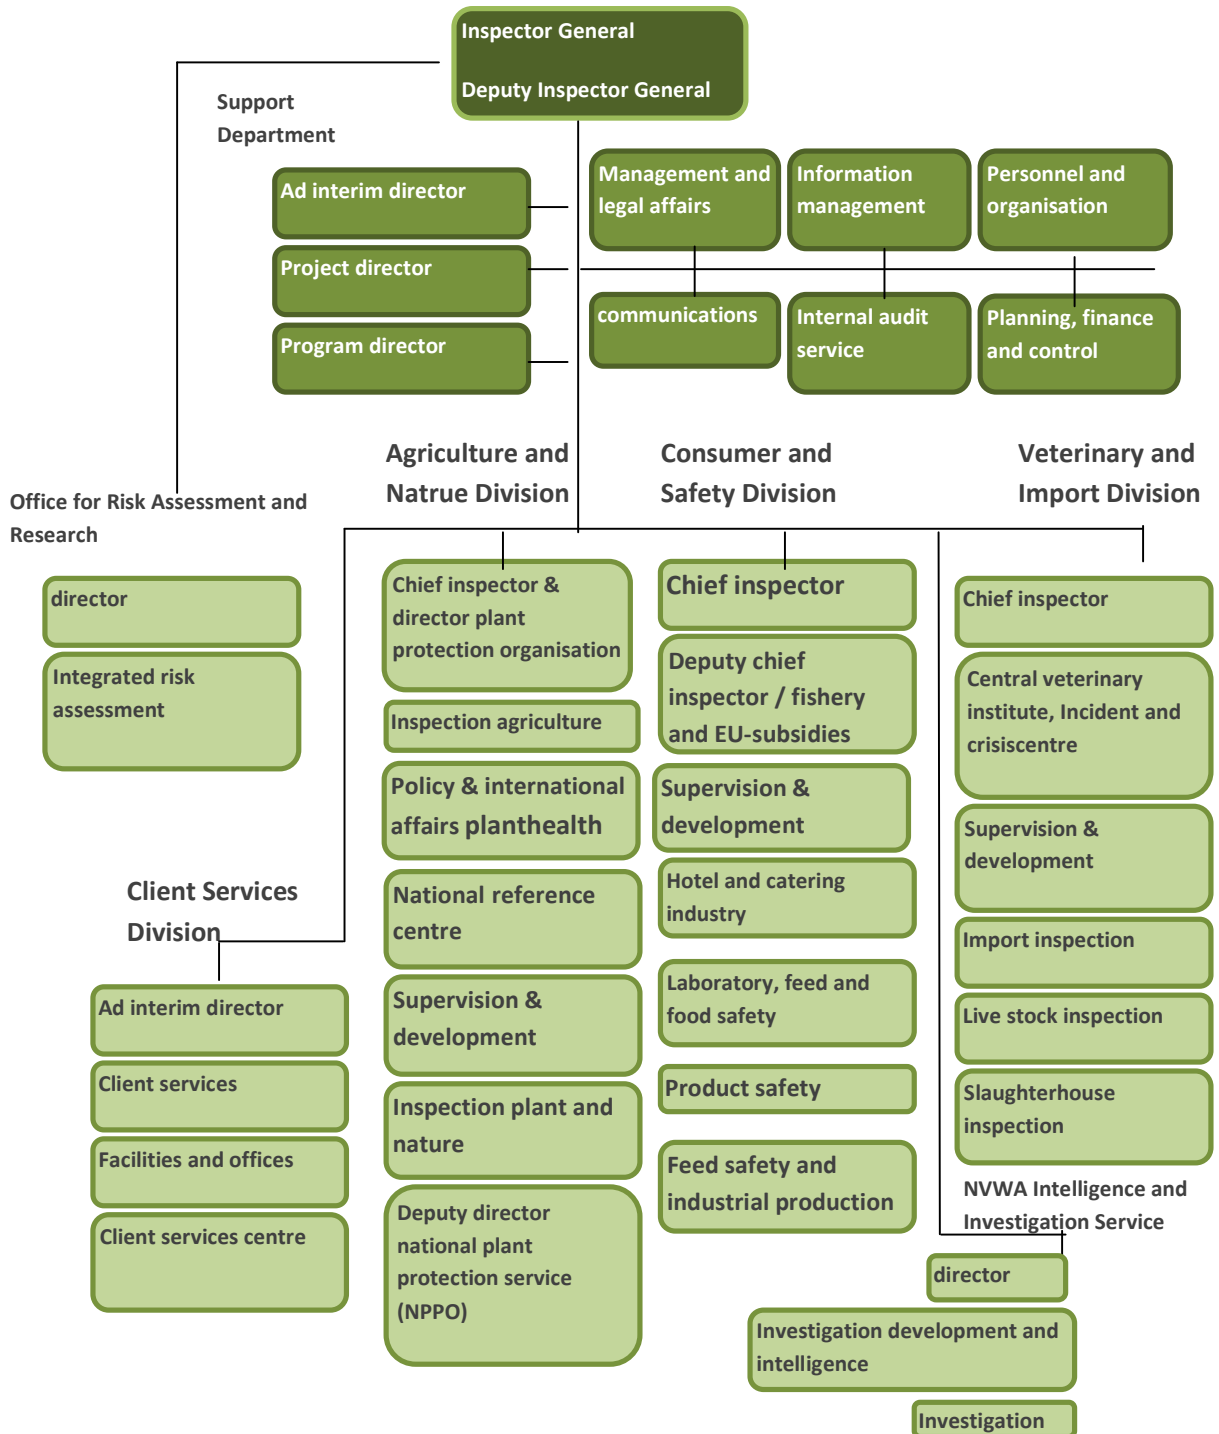 Inspector General
Deputy Inspector General
Support
Department
Ad interim director
Project director
Program director
Management and
legal affairs
Information
management
Personnel and
organisation
communications
Internal audit
service
Planning, finance
and control
Office for Risk Assessment and
Research
director
Integrated risk
assessment
Agriculture and
Natrue Division
Chief inspector &
director plant
protection organisation
Inspection agriculture
Policy & international
affairs planthealth
National reference
centre
Supervision &
development
Inspection plant and
nature
Deputy director
national plant
protection service
(NPPO)
Consumer and
Safety Division
Chief inspector
Deputy chief
inspector / fishery
and EU-subsidies
Supervision &
development
Hotel and catering
industry
Laboratory, feed and
food safety
Product safety
Feed safety and
industrial production
Veterinary and
Import Division
Chief inspector
Central veterinary
institute, Incident and
crisiscentre
Supervision &
development
Import inspection
Live stock inspection
Slaughterhouse
inspection
Client Services
Division
Ad interim director
Client services
Facilities and offices
Client services centre
NVWA Intelligence and
Investigation Service
director
Investigation development and
intelligence
Investigation